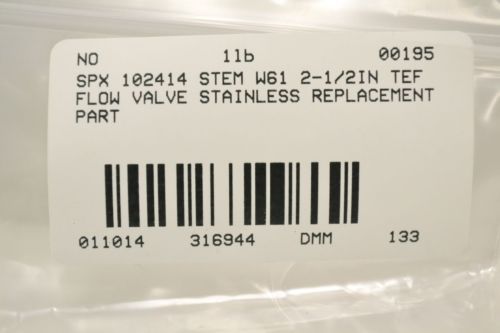 NO 1lb 00195
SPX 102414 STEM W61 2-1/2IN TEF
FLOW VALVE STAINLESS REPLACEMENT
PART
011014 316944 DMM 133